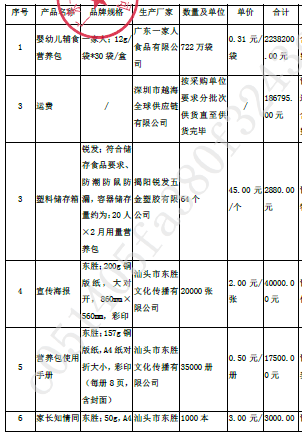 序号 产品名称 品牌规格 生产厂家 数量及单位 单价 合计
1 婴幼儿辅食营养包 一家人; 12g/袋*30袋/盒 广东一家人食品有限公司 722万袋 0.31元/袋 2238200.00元
3 运费 / 深圳市越海全球供应链有限公司 按采购单位要求分批次供货直至供货完毕 / 186795.00元
3 塑料储存箱 锐发; 符合储存食品要求、防潮防鼠防漏, 容器储存量约为: 20人×2月用量营养包 揭阳锐发五金塑胶有限公司 64个 45.00元/个 2880.00元
4 宣传海报 东胜; 200g铜版纸, 大对开, 860mm×560mm, 彩印 汕头市东胜文化传播有限公司 20000张 2.00元/张 40000.00元
5 营养包使用手册 东胜; 157g铜版纸, A4纸对折大小, 彩印(每册8页, 含封面) 汕头市东胜文化传播有限公司 35000册 0.50元/册 17500.00元
6 家长知情同 东胜; 50g, A4 汕头市东胜 1000本 3.00元/ 3000.00